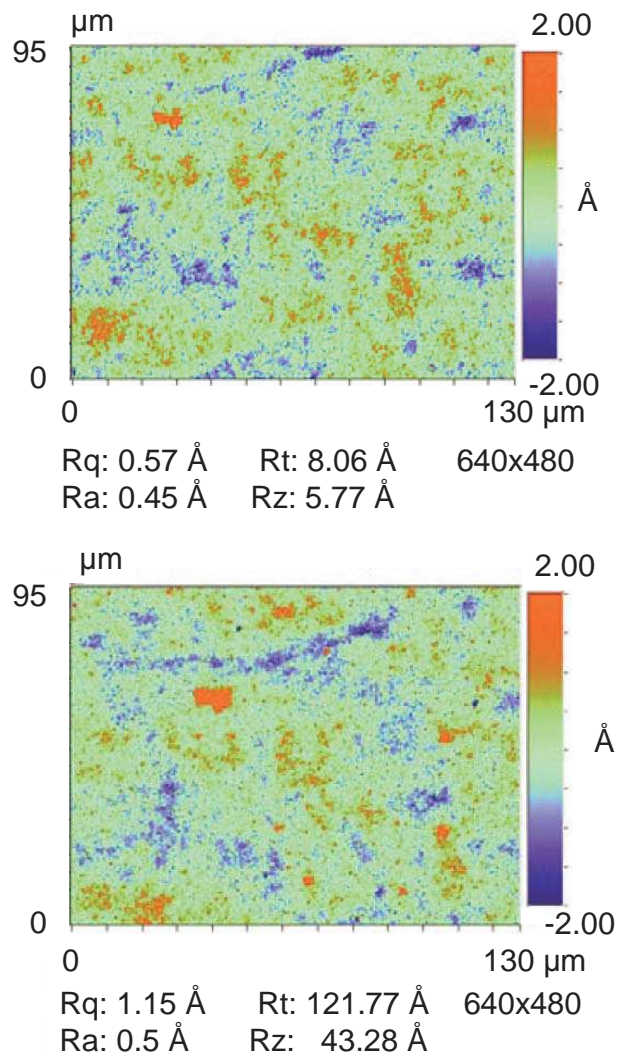 µm 2.00
95
Å
0 -2.00
0 130 µm
Rq: 0.57 Å Rt: 8.06 Å 640x480
Ra: 0.45 Å Rz: 5.77 Å
µm 2.00
95
Å
0 -2.00
0 130 µm
Rq: 1.15 Å Rt: 121.77 Å 640x480
Ra: 0.5 Å Rz: 43.28 Å